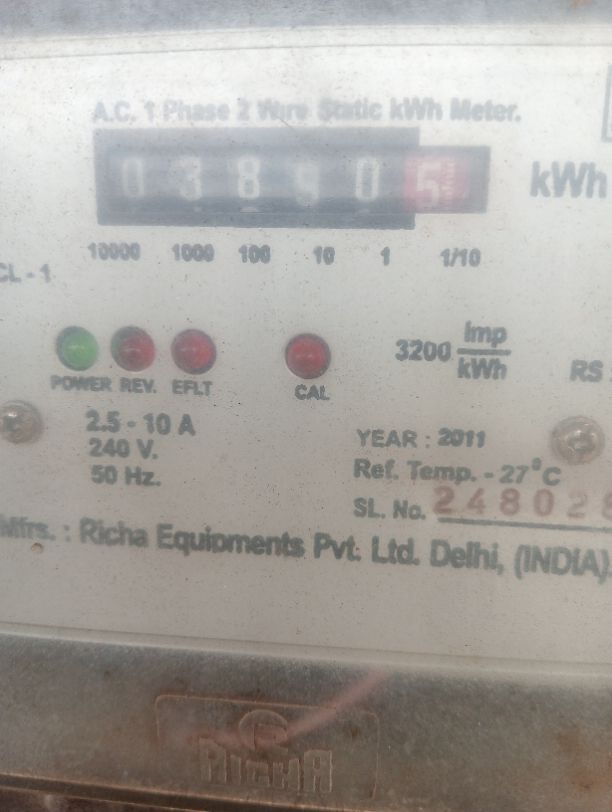 A.C. 1 Phase 2 Wire Static kWh Meter.
0 3 8 9 0 5 kWh
10000 1000 100 10 1 1/10
CL - 1
3200 Imp/kWh
POWER REV. EFLT CAL
RS
2.5 - 10 A
240 V.
50 Hz.
YEAR : 2011
Ref. Temp. - 27°C
SL. No. 248028
Mfrs. : Richa Equipments Pvt. Ltd. Delhi, (INDIA)
RICHA